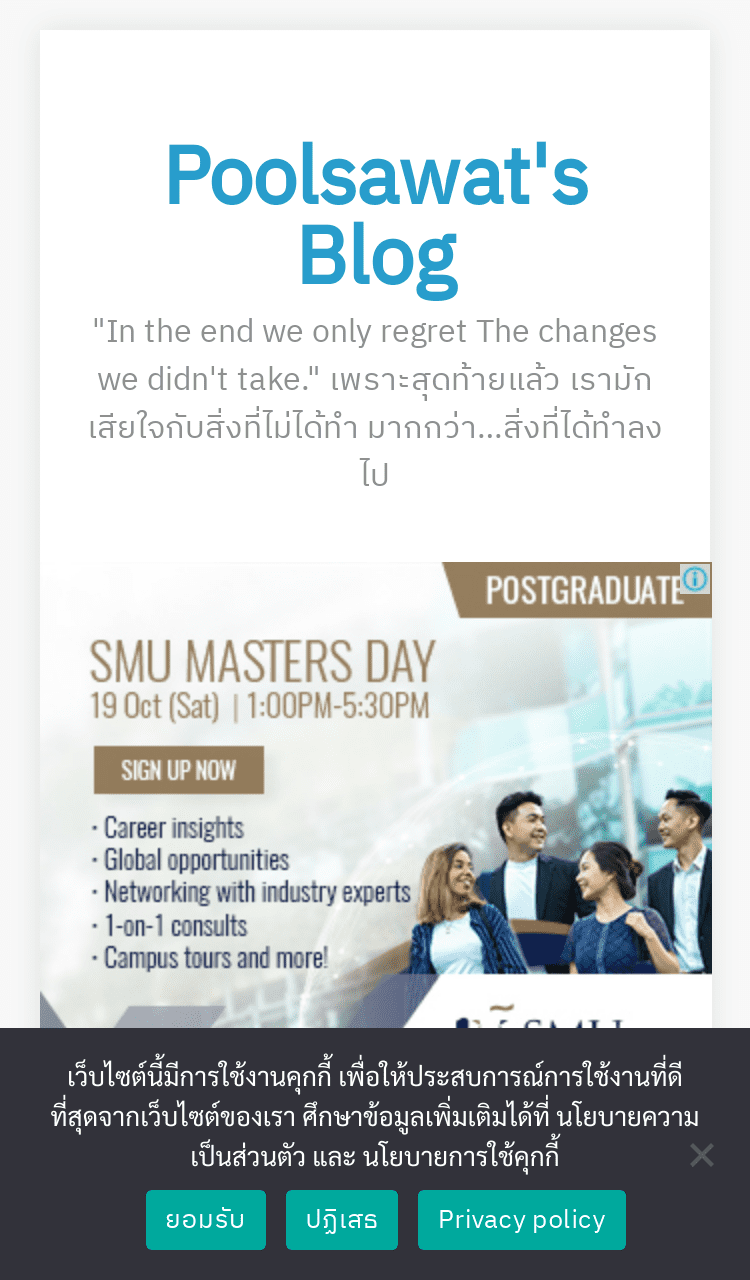 Poolsawat's
Blog
"In the end we only regret The changes
we didn't take." เพราะสุดท้ายแล้ว เรามัก
เสียใจกับสิ่งที่ไม่ได้ทำ มากกว่า...สิ่งที่ได้ทำลง
ไป
POSTGRADUATE
SMU MASTERS DAY
19 Oct (Sat) | 1:00PM-5:30PM
SIGN UP NOW
· Career insights
· Global opportunities
· Networking with industry experts
· 1-on-1 consults
· Campus tours and more!
SMU
เว็บไซต์นี้มีการใช้งานคุกกี้ เพื่อให้ประสบการณ์การใช้งานที่ดี
ที่สุดจากเว็บไซต์ของเรา ศึกษาข้อมูลเพิ่มเติมได้ที่ นโยบายความ
เป็นส่วนตัว และ นโยบายการใช้คุกกี้
ยอมรับ ปฏิเสธ Privacy policy